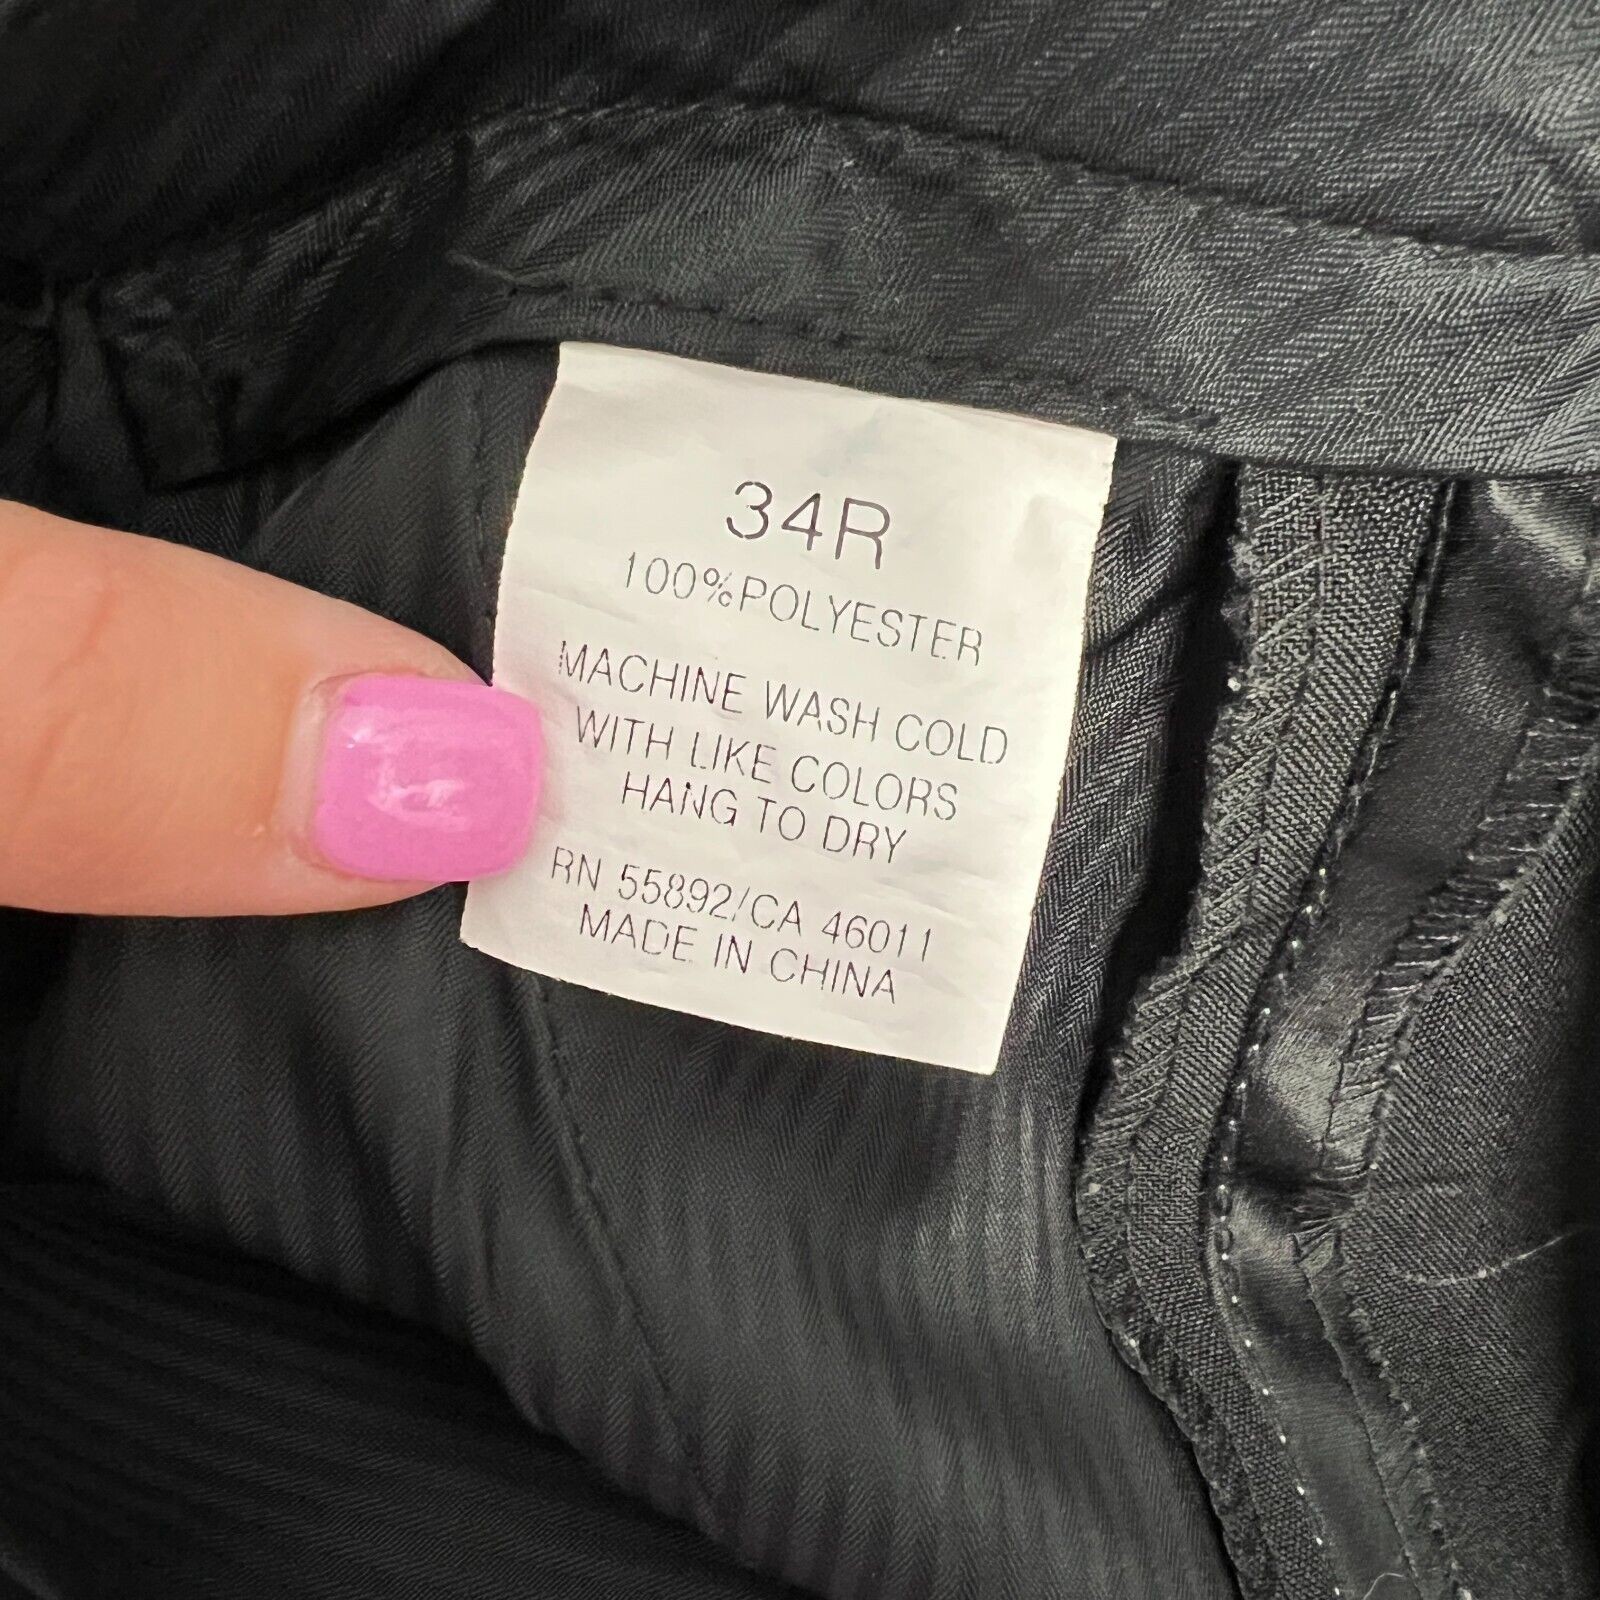 34R
100%POLYESTER
MACHINE WASH COLD
WITH LIKE COLORS
HANG TO DRY
RN 55892/CA 46011
MADE IN CHINA